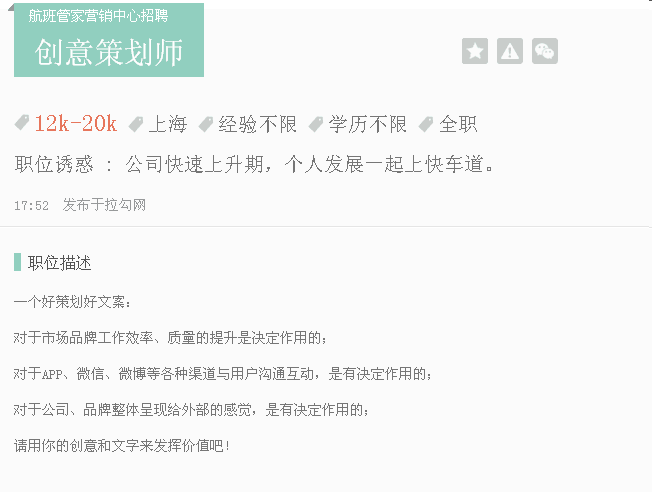 航班管家营销中心招聘
创意策划师
12k-20k 上海 经验不限 学历不限 全职
职位诱惑 : 公司快速上升期，个人发展一起上快车道。
17:52 发布于拉勾网
职位描述
一个好策划好文案：
对于市场品牌工作效率、质量的提升是决定作用的；
对于APP、微信、微博等各种渠道与用户沟通互动，是有决定作用的；
对于公司、品牌整体呈现给外部的感觉，是有决定作用的；
请用你的创意和文字来发挥价值吧！